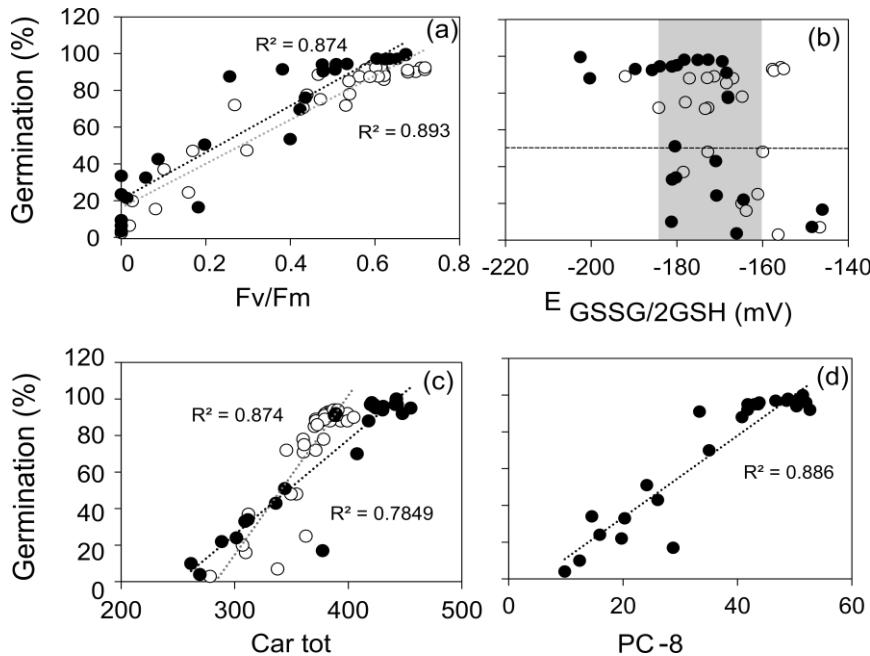 (a)
(b)
Germination (%)
120
100
80
60
40
20
0
R² = 0.874
R² = 0.893
0
0.2
0.4
0.6
0.8
Fv/Fm
-220
-200
-180
-160
-140
E GSSG/2GSH (mV)
(c)
(d)
Germination (%)
120
100
80
60
40
20
0
R² = 0.874
R² = 0.7849
200
300
400
500
Car tot
R² = 0.886
0
20
40
60
PC-8